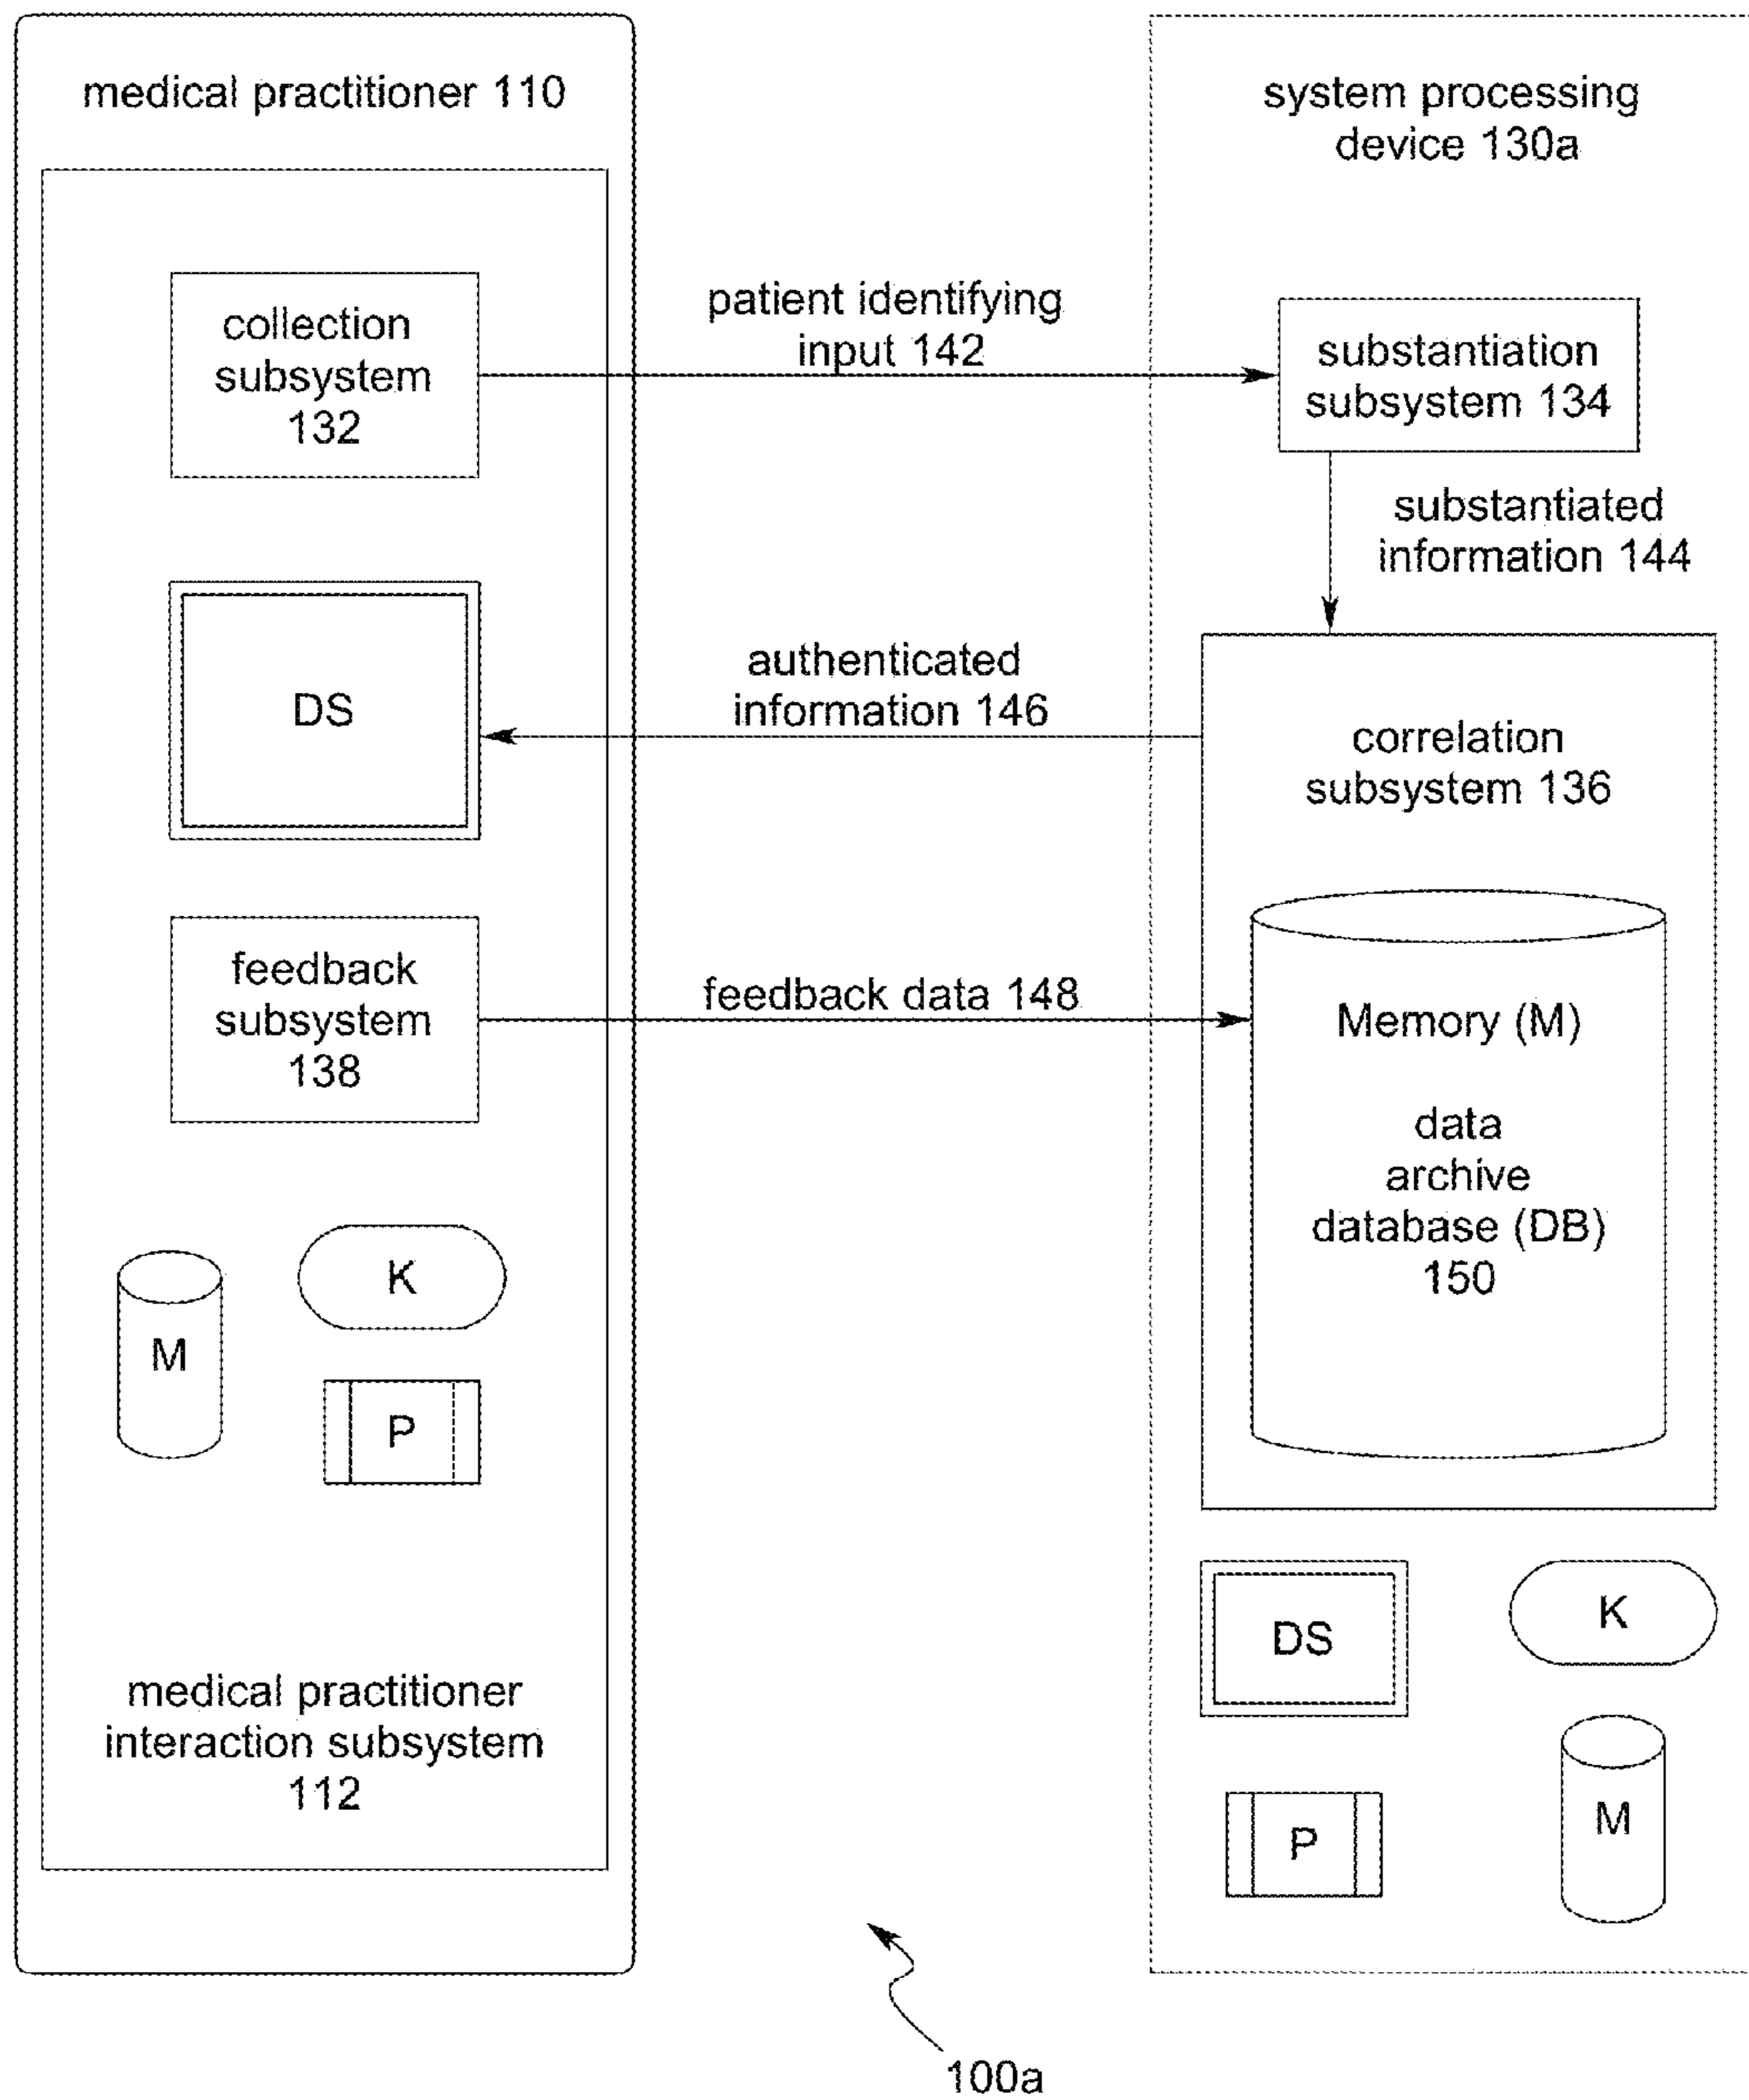 medical practitioner 110
collection
subsystem
132
DS
feedback
subsystem
138
M
K
P
medical practitioner
interaction subsystem
112
patient identifying
input 142
authenticated
information 146
feedback data 148
system processing
device 130a
substantiation
subsystem 134
substantiated
information 144
correlation
subsystem 136
Memory (M)
data
archive
database (DB)
150
DS
K
P
M
100a